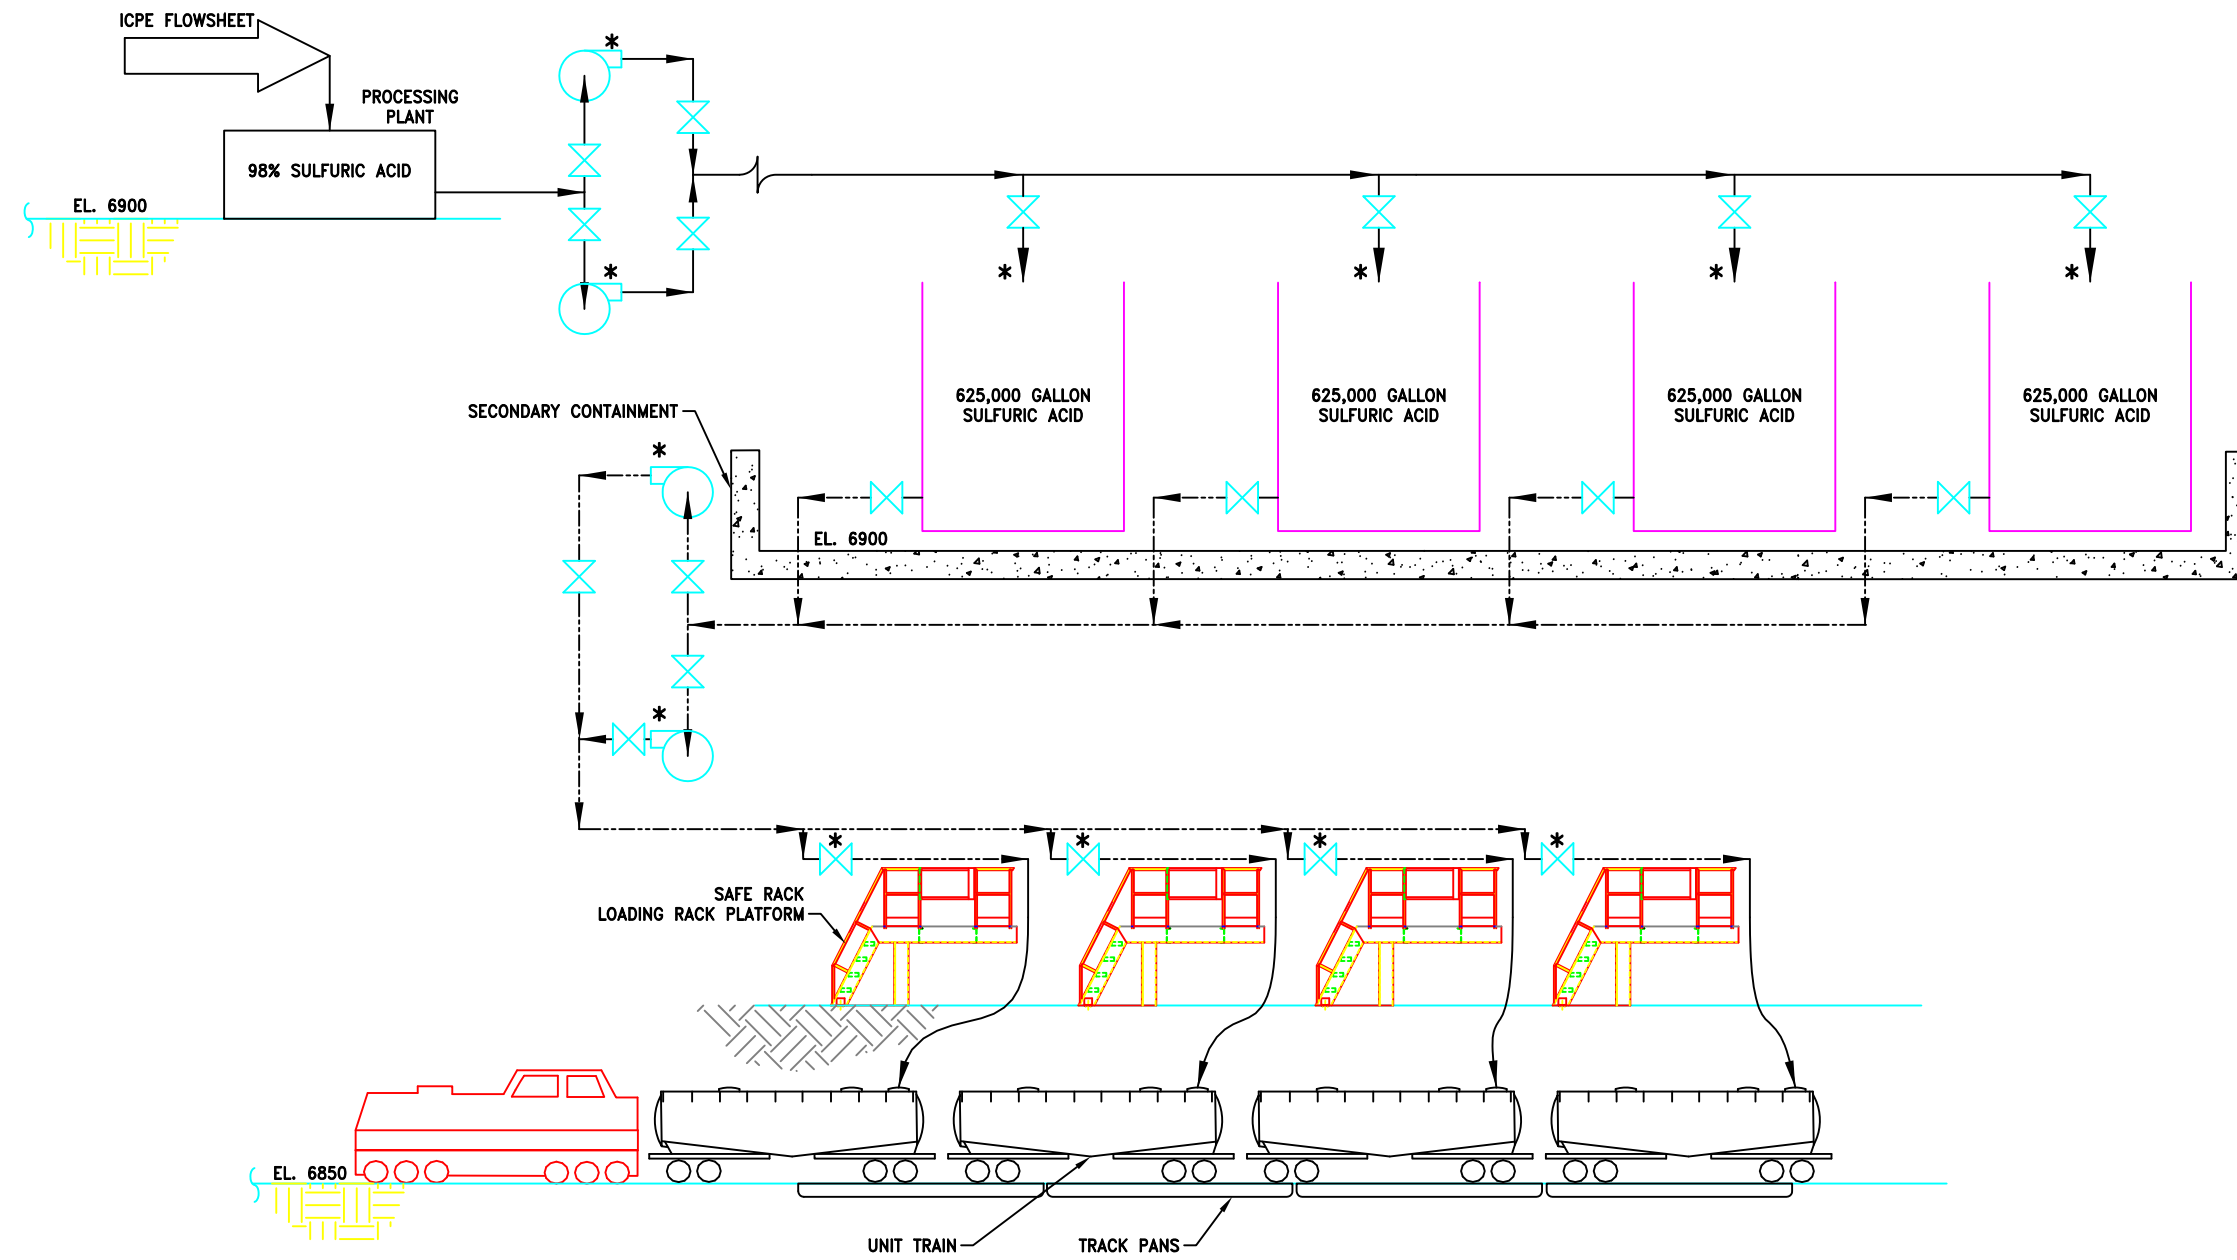 ICPE FLOWSHEET
PROCESSING
PLANT
98% SULFURIC ACID
EL. 6900
*
*
*
*
*
*
625,000 GALLON
SULFURIC ACID
625,000 GALLON
SULFURIC ACID
625,000 GALLON
SULFURIC ACID
625,000 GALLON
SULFURIC ACID
SECONDARY CONTAINMENT
*
EL. 6900
*
*
*
*
*
SAFE RACK
LOADING RACK PLATFORM
EL. 6850
UNIT TRAIN
TRACK PANS